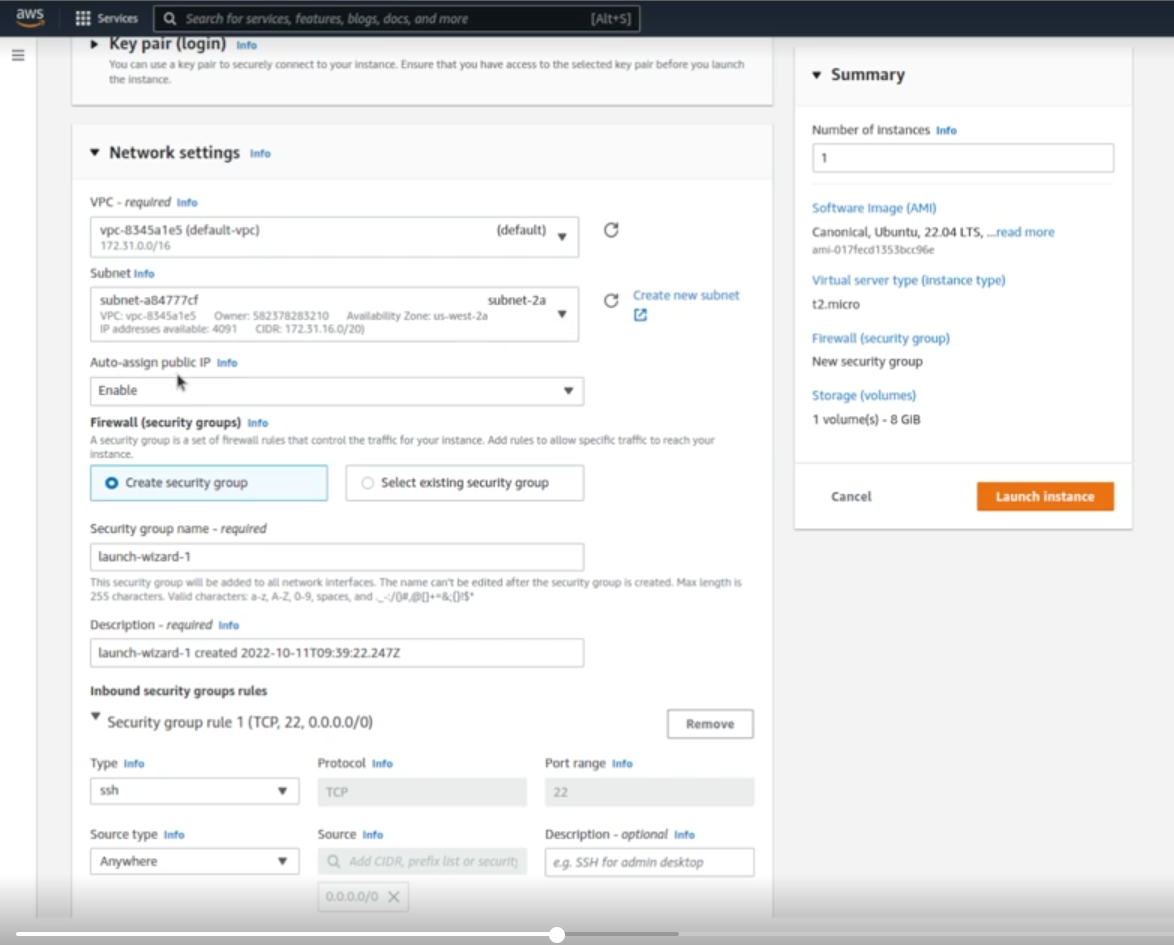 aws
Services
Search for services, features, blogs, docs, and more
[Alt+S]
Key pair (login) Info
You can use a key pair to securely connect to your instance. Ensure that you have access to the selected key pair before you launch
the instance.
Network settings Info
VPC - required Info
vpc-8345a1e5 (default-vpc) (default)
172.31.0.0/16
Subnet Info
subnet-a84777cf subnet-2a
VPC: vpc-8345a1e5 Owner: 582378283210 Availability Zone: us-west-2a
IP addresses available: 4091 CIDR: 172.31.16.0/20)
Create new subnet
Auto-assign public IP Info
Enable
Firewall (security groups) Info
A security group is a set of firewall rules that control the traffic for your instance. Add rules to allow specific traffic to reach your
instance.
Create security group
Select existing security group
Security group name - required
launch-wizard-1
This security group will be added to all network interfaces. The name can't be edited after the security group is created. Max length is
255 characters. Valid characters: a-z, A-Z, 0-9, spaces, and ._-:/()#,@[]+=&;{}!$*
Description - required Info
launch-wizard-1 created 2022-10-11T09:39:22.247Z
Inbound security groups rules
Security group rule 1 (TCP, 22, 0.0.0.0/0)
Remove
Type Info
Protocol Info
Port range Info
ssh
TCP
22
Source type Info
Source Info
Description - optional Info
Anywhere
Add CIDR, prefix list or security
e.g. SSH for admin desktop
0.0.0.0/0
Summary
Number of instances Info
1
Software Image (AMI)
Canonical, Ubuntu, 22.04 LTS, ...read more
ami-017fecd1353bcc96e
Virtual server type (instance type)
t2.micro
Firewall (security group)
New security group
Storage (volumes)
1 volume(s) - 8 GiB
Cancel
Launch instance